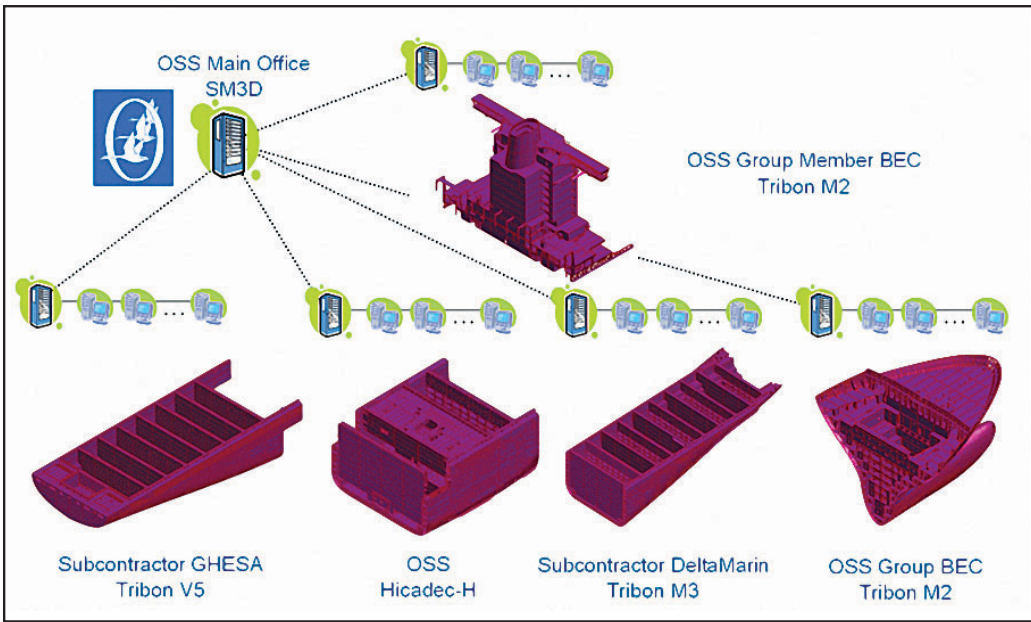 OSS Main Office
SM3D
OSS Group Member BEC
Tribon M2
Subcontractor GHESA
Tribon V5
OSS
Hicadec-H
Subcontractor DeltaMarin
Tribon M3
OSS Group BEC
Tribon M2